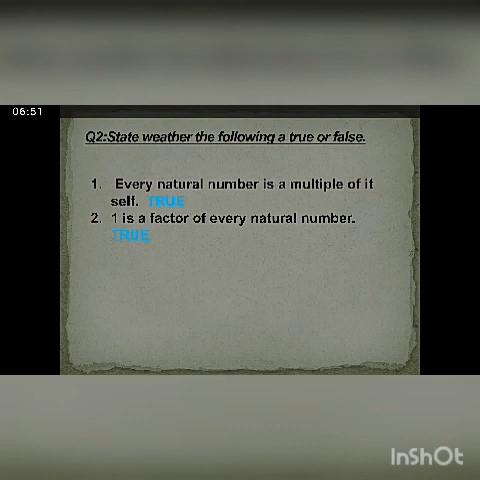 06:51
Q2:State weather the following a true or false.
1. Every natural number is a multiple of it
self. TRUE
2. 1 is a factor of every natural number.
TRUE
InShOt